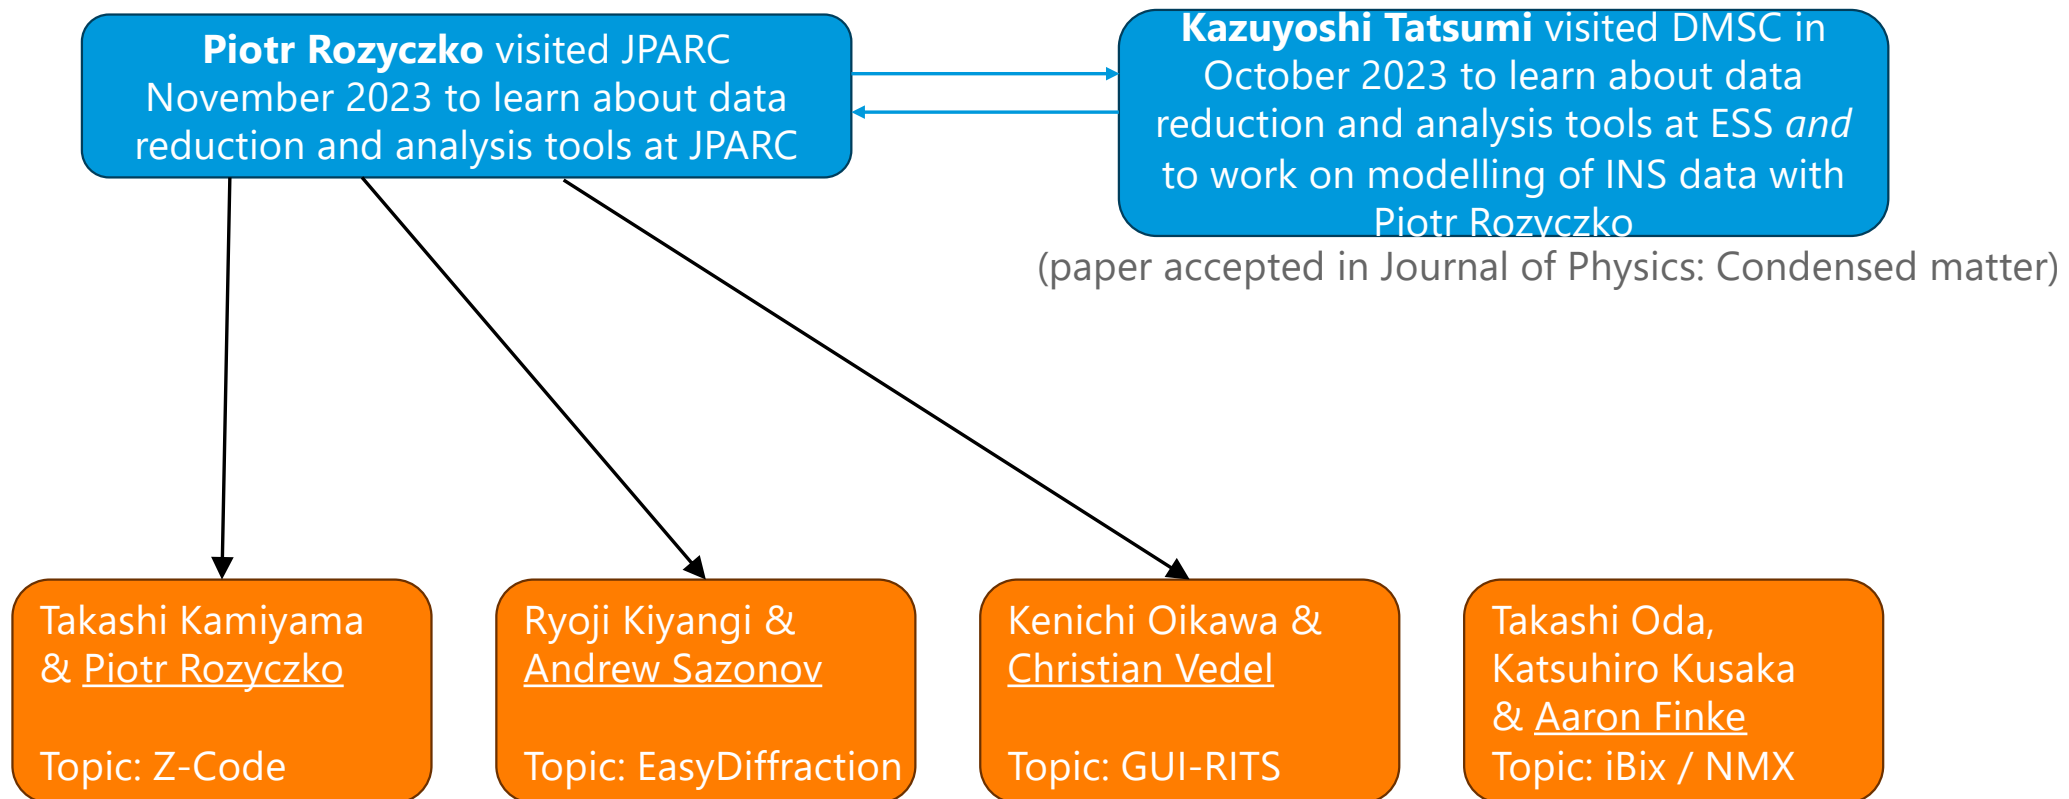 Piotr Rozyczko visited JPARC
November 2023 to learn about data
reduction and analysis tools at JPARC
Kazuyoshi Tatsumi visited DMSC in
October 2023 to learn about data
reduction and analysis tools at ESS and
to work on modelling of INS data with
Piotr Rozyczko
(paper accepted in Journal of Physics: Condensed matter)
Takashi Kamiyama
& Piotr Rozyczko
Topic: Z-Code
Ryoji Kiyangi &
Andrew Sazonov
Topic: EasyDiffraction
Kenichi Oikawa &
Christian Vedel
Topic: GUI-RITS
Takashi Oda,
Katsuhiro Kusaka
& Aaron Finke
Topic: iBix / NMX